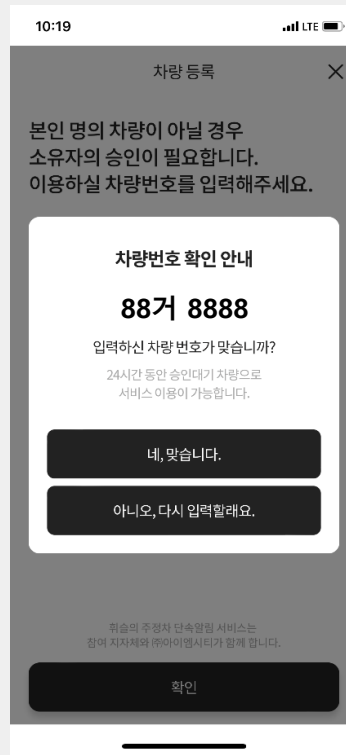 10:19
LTE
차량 등록
본인 명의 차량이 아닐 경우
소유자의 승인이 필요합니다.
이용하실 차량번호를 입력해주세요.
차량번호 확인 안내
88거 8888
입력하신 차량 번호가 맞습니까?
24시간 동안 승인대기 차량으로
서비스 이용이 가능합니다.
네, 맞습니다.
아니오, 다시 입력할래요.
휘슬의 주정차 단속알림 서비스는
참여 지자체와 ㈜아이엠시티가 함께 합니다.
확인